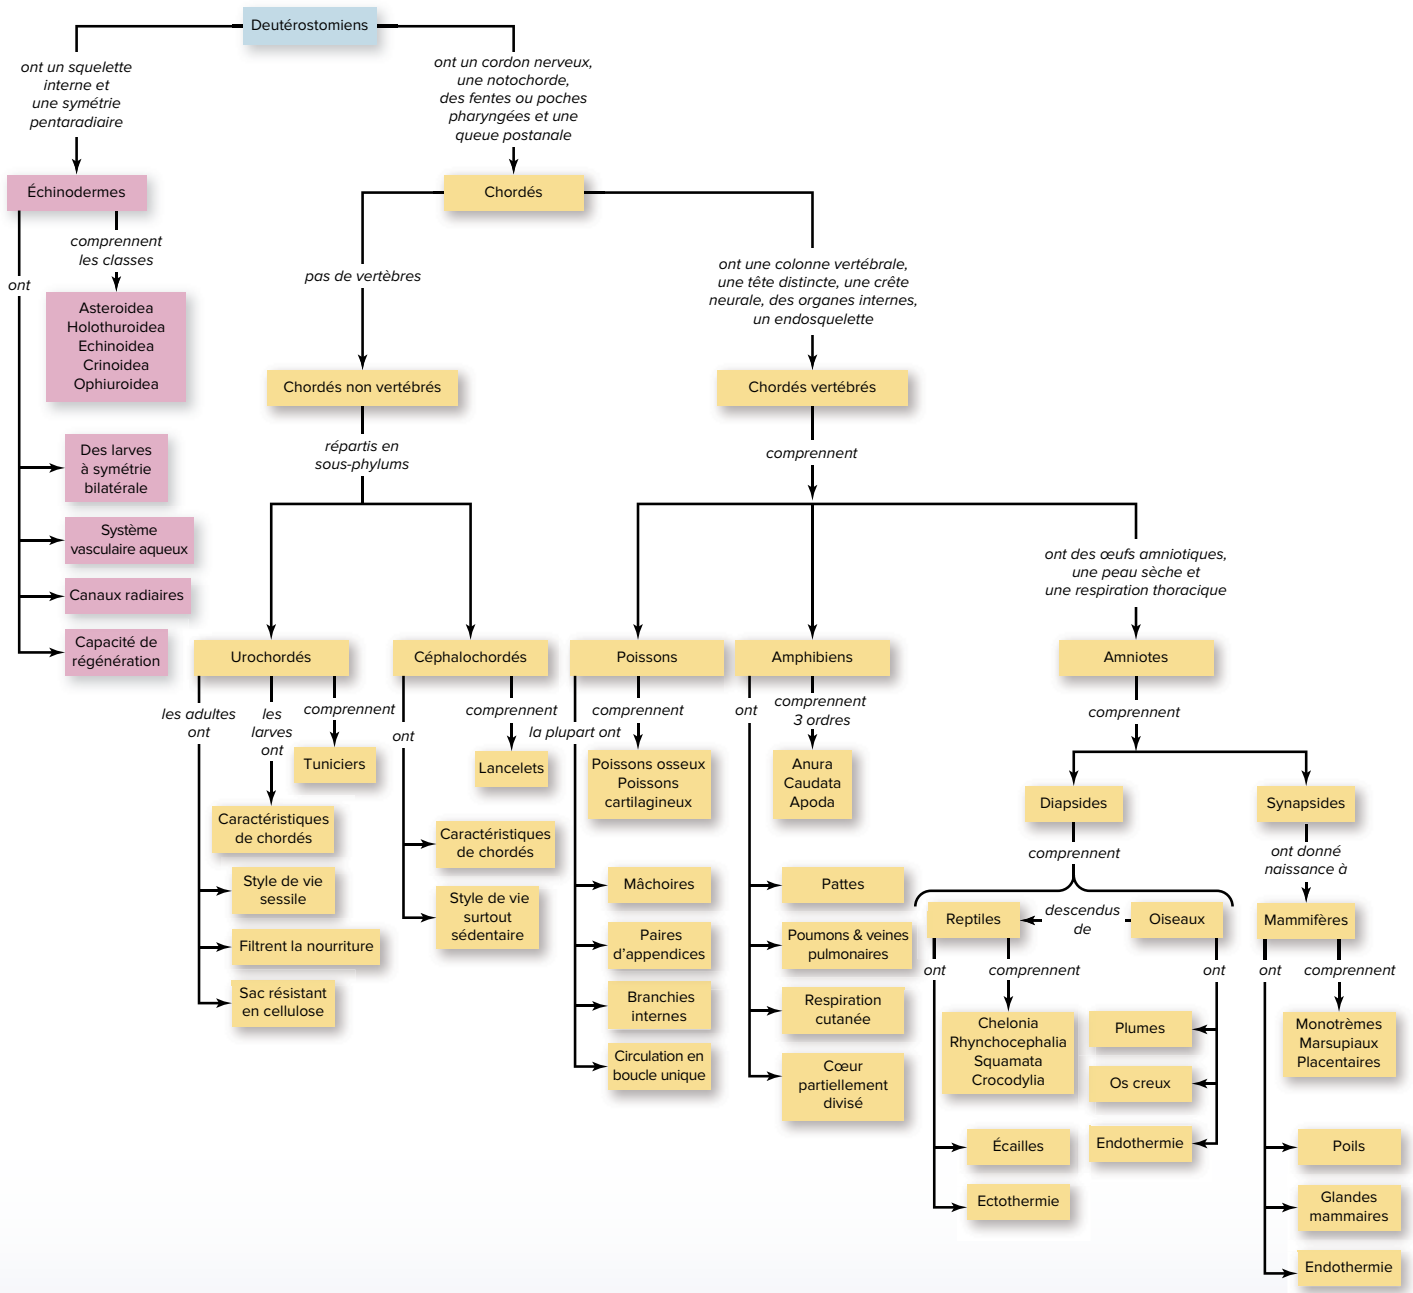 Deutérostomiens
ont un squelette
interne et
une symétrie
pentaradiaire
ont un cordon nerveux,
une notochorde,
des fentes ou poches
pharyngées et une
queue postanale
Échinodermes
Chordés
comprennent
les classes
ont
Asteroidea
Holothuroidea
Echinoidea
Crinoidea
Ophiuroidea
Des larves
à symétrie
bilatérale
Système
vasculaire aqueux
Canaux radiaires
Capacité de
régénération
pas de vertèbres
ont une colonne vertébrale,
une tête distincte, une crête
neurale, des organes internes,
un endosquelette
Chordés non vertébrés
Chordés vertébrés
répartis en
sous-phylums
comprennent
ont des œufs amniotiques,
une peau sèche et
une respiration thoracique
Urochordés
Céphalochordés
Poissons
Amphibiens
Amniotes
les adultes
ont
les
larves
ont
comprennent
Tuniciers
Caractéristiques
de chordés
Style de vie
sessile
Filtrent la nourriture
Sac résistant
en cellulose
ont
comprennent
Lancelets
Caractéristiques
de chordés
Style de vie
surtout
sédentaire
la plupart ont
comprennent
Poissons osseux
Poissons
cartilagineux
Mâchoires
Paires
d’appendices
Branchies
internes
Circulation en
boucle unique
ont
comprennent
3 ordres
Anura
Caudata
Apoda
Pattes
Poumons & veines
pulmonaires
Respiration
cutanée
Cœur
partiellement
divisé
comprennent
Diapsides
Synapsides
comprennent
ont donné
naissance à
Reptiles
descendus
de
Oiseaux
Mammifères
ont
comprennent
ont
ont
comprennent
Chelonia
Rhynchocephalia
Squamata
Crocodylia
Écailles
Ectothermie
Plumes
Os creux
Endothermie
Monotrèmes
Marsupiaux
Placentaires
Poils
Glandes
mammaires
Endothermie